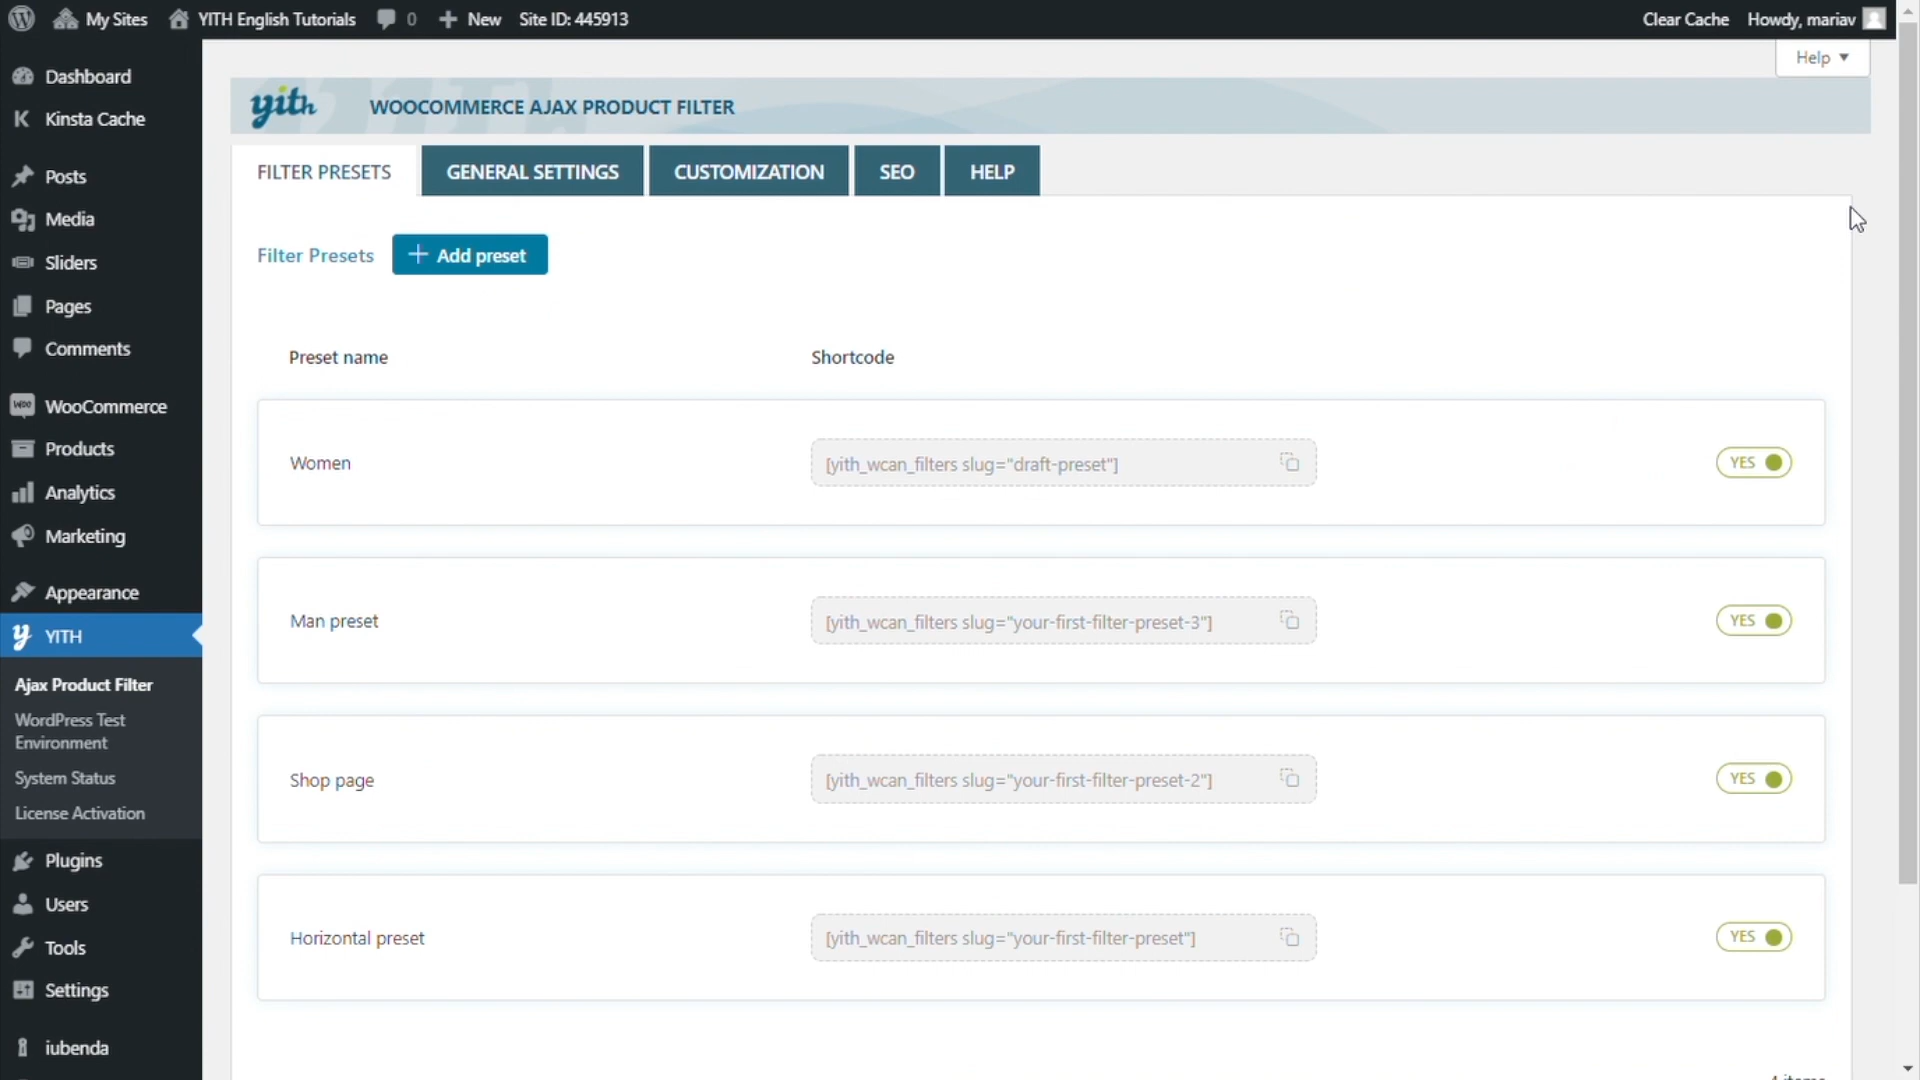 My Sites
YITH English Tutorials
0
New
Site ID: 445913
Clear Cache
Howdy, mariav
Help
Dashboard
Kinsta Cache
Posts
Media
Sliders
Pages
Comments
WooCommerce
Products
Analytics
Marketing
Appearance
YITH
Ajax Product Filter
WordPress Test
Environment
System Status
License Activation
Plugins
Users
Tools
Settings
iubenda
yith
WOOCOMMERCE AJAX PRODUCT FILTER
FILTER PRESETS
GENERAL SETTINGS
CUSTOMIZATION
SEO
HELP
Filter Presets
Add preset
Preset name
Shortcode
Women
[yith_wcan_filters slug="draft-preset"]
YES
Man preset
[yith_wcan_filters slug="your-first-filter-preset-3"]
YES
Shop page
[yith_wcan_filters slug="your-first-filter-preset-2"]
YES
Horizontal preset
[yith_wcan_filters slug="your-first-filter-preset"]
YES